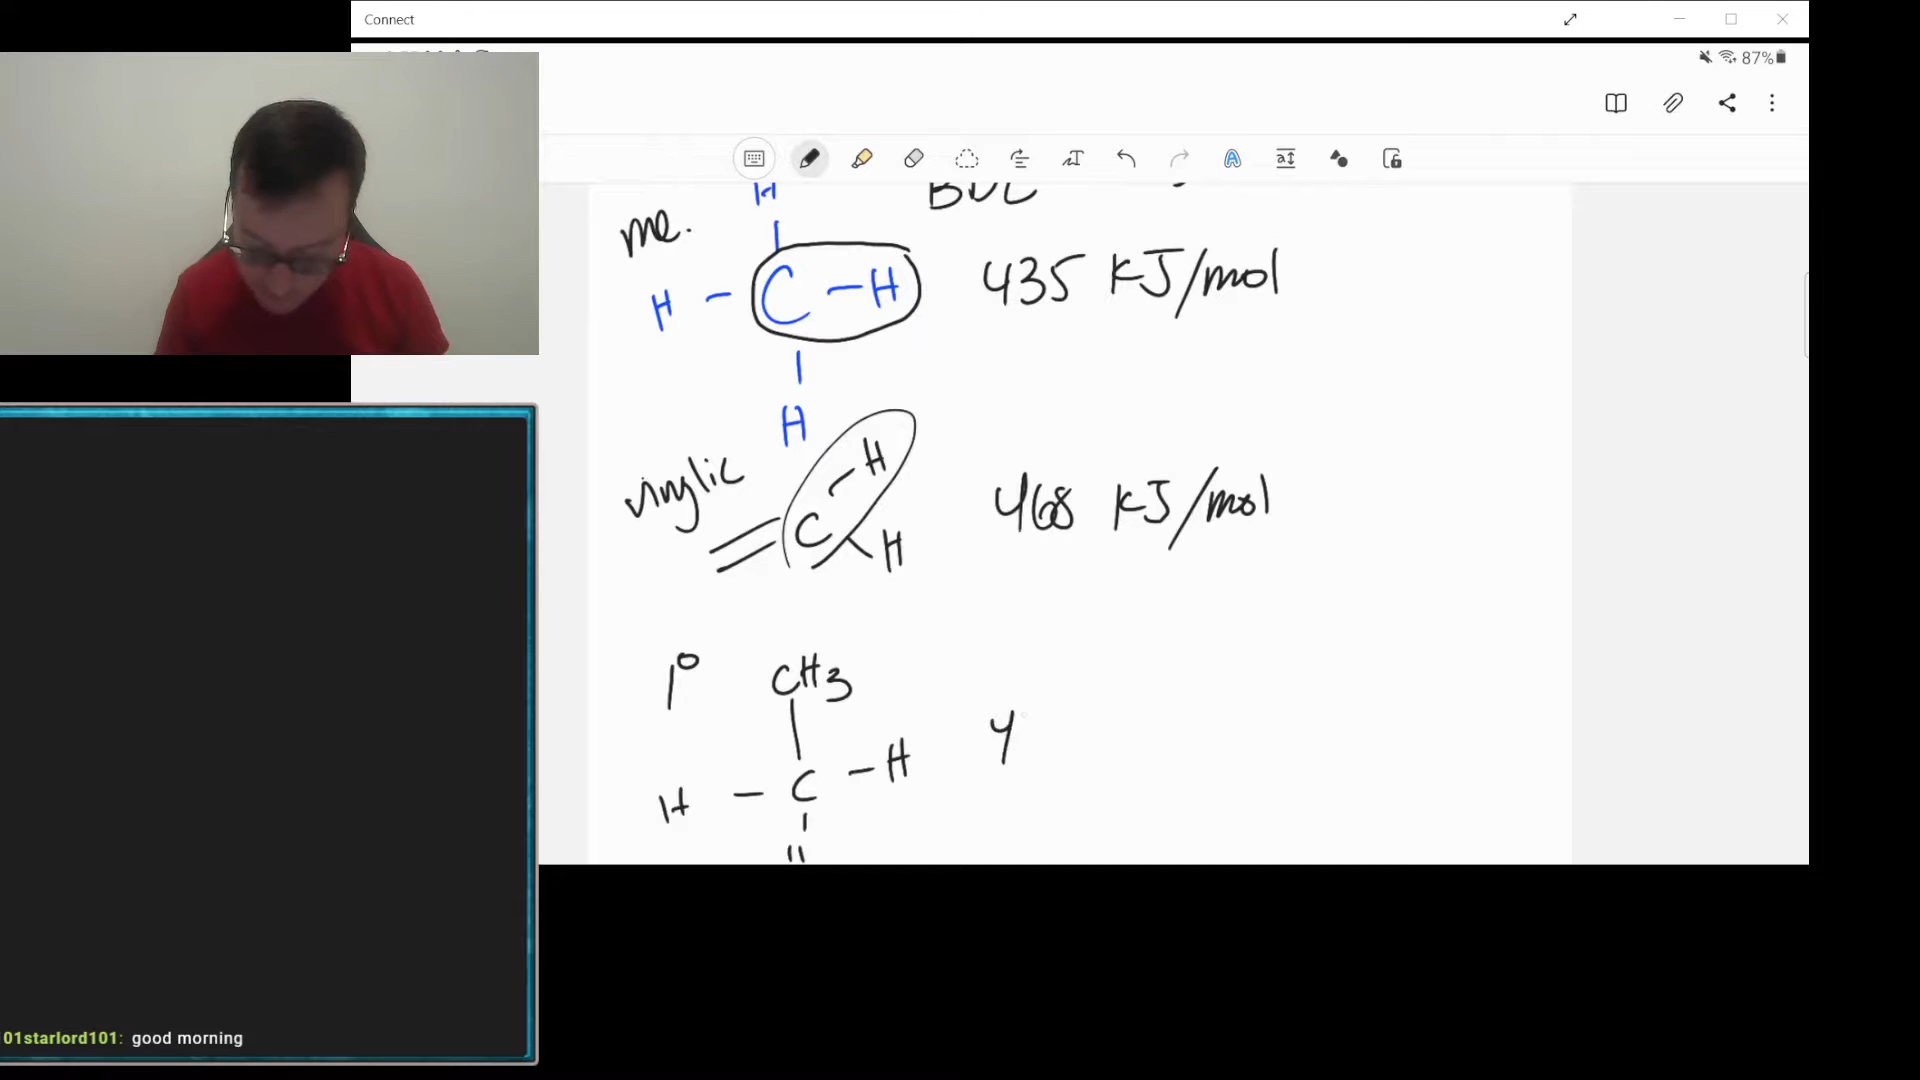 Connect
87%
H
BDE
me.
H - C - H 435 KJ/mol
H
vinylic
C - H
H
468 KJ/mol
1° CH3
H - C - H 4
01starlord101: good morning